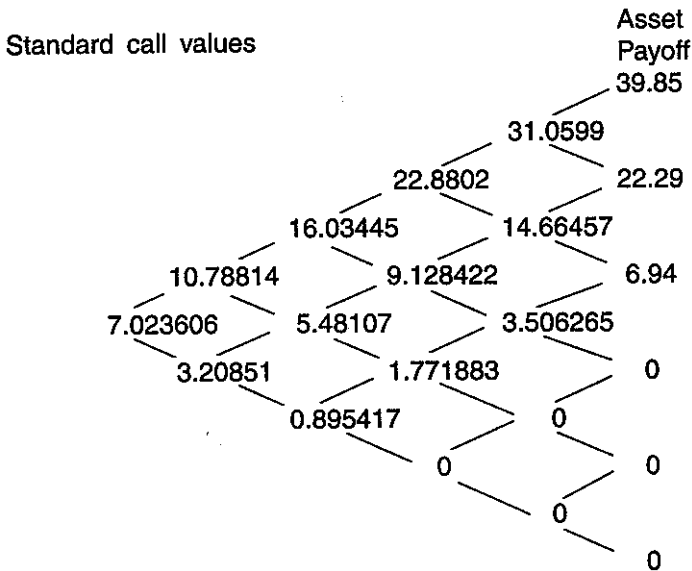 Asset
Standard call values
Payoff
39.85
31.0599
22.8802 22.29
16.03445 14.66457
10.78814 9.128422 6.94
7.023606 5.48107 3.506265
3.20851 1.771883 0
0.895417 0
0 0
0
0